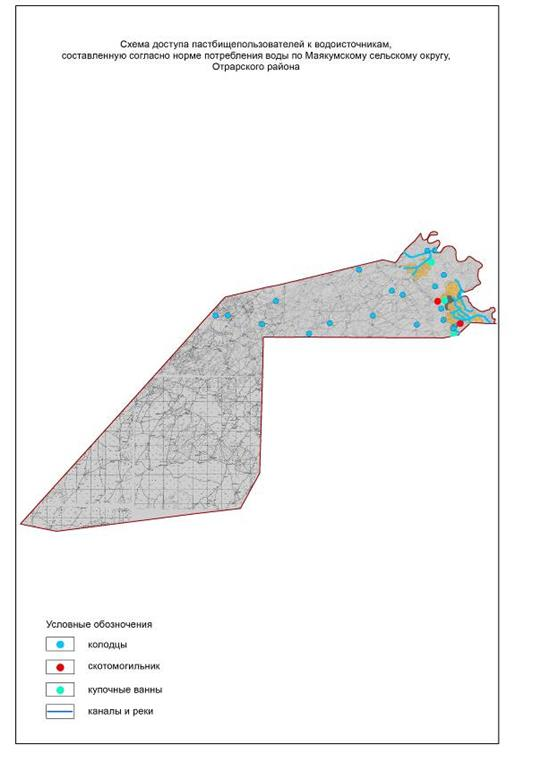 Схема доступа пастбищепользователей к водоисточникам,
составленную согласно норме потребления воды по Маякумскому сельскому округу,
Отрарского района
Условные обозночения
колодцы
скотомогильник
купочные ванны
каналы и реки